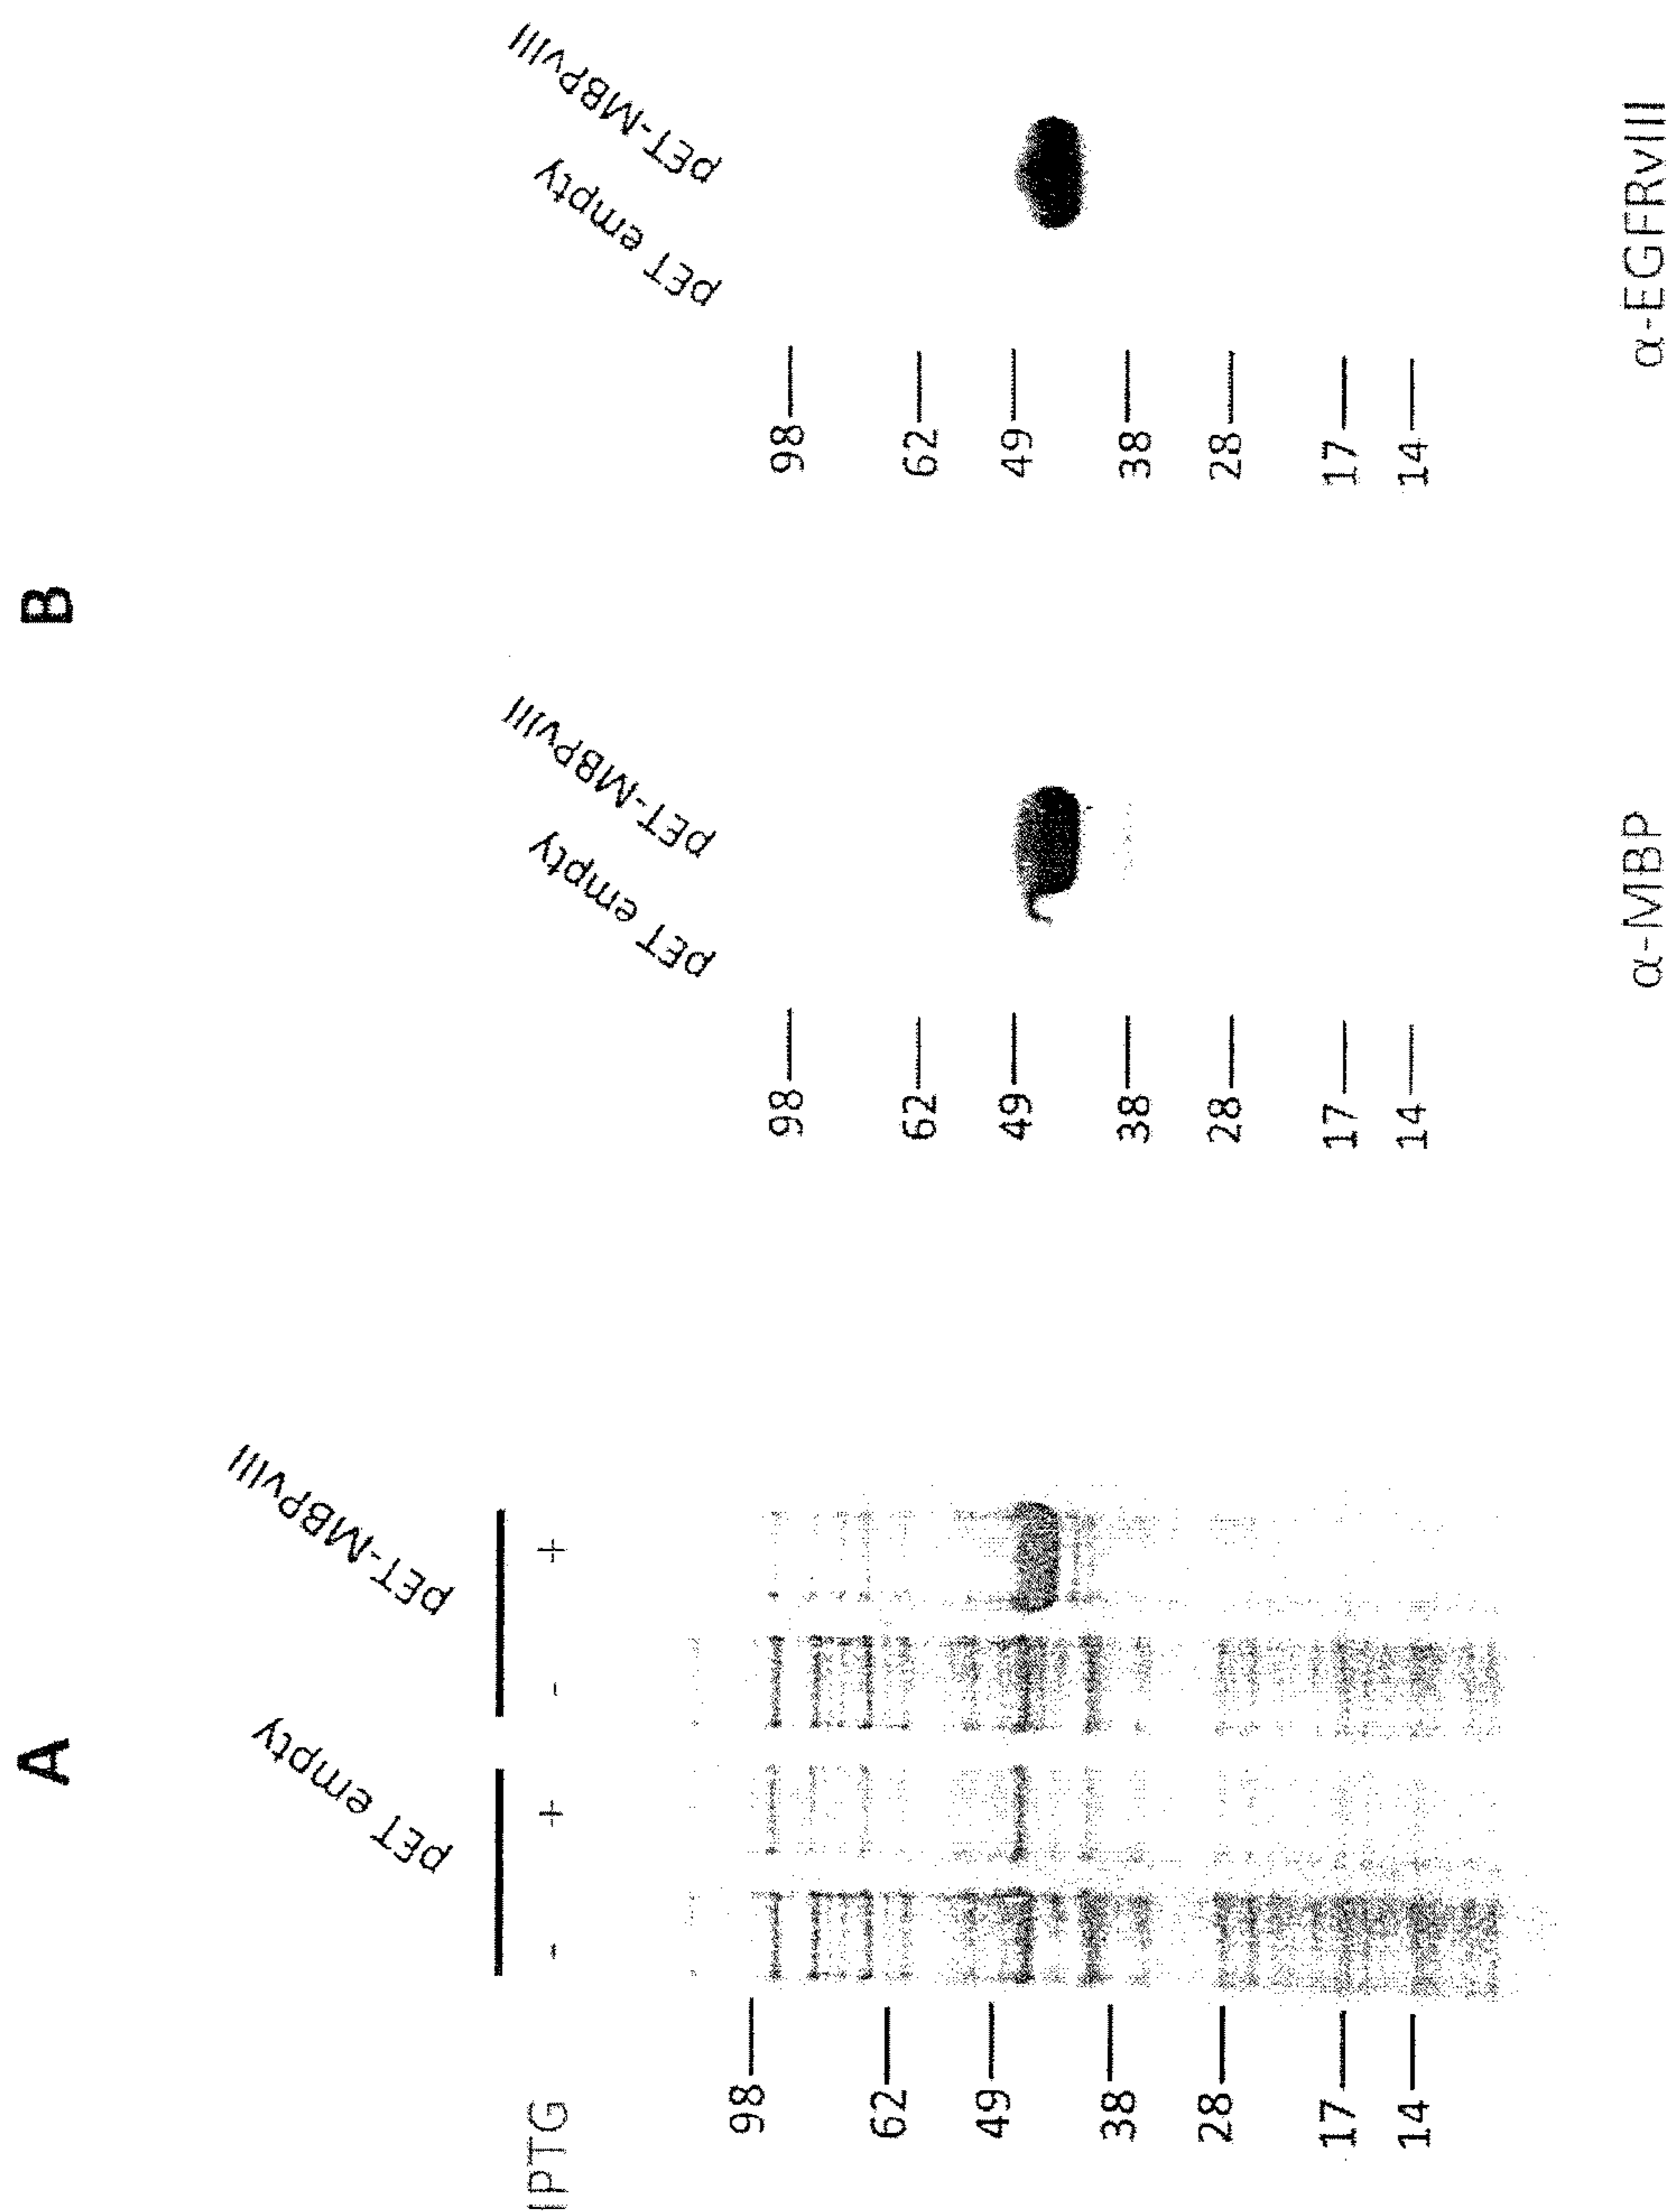 A
pET empty
pET-MBPvIII
IPTG
- + - +
98
62
49
38
28
17
14
B
pET empty
pET-MBPvIII
98
62
49
38
28
17
14
α-MBP
pET empty
pET-MBPvIII
98
62
49
38
28
17
14
α-EGFRvIII